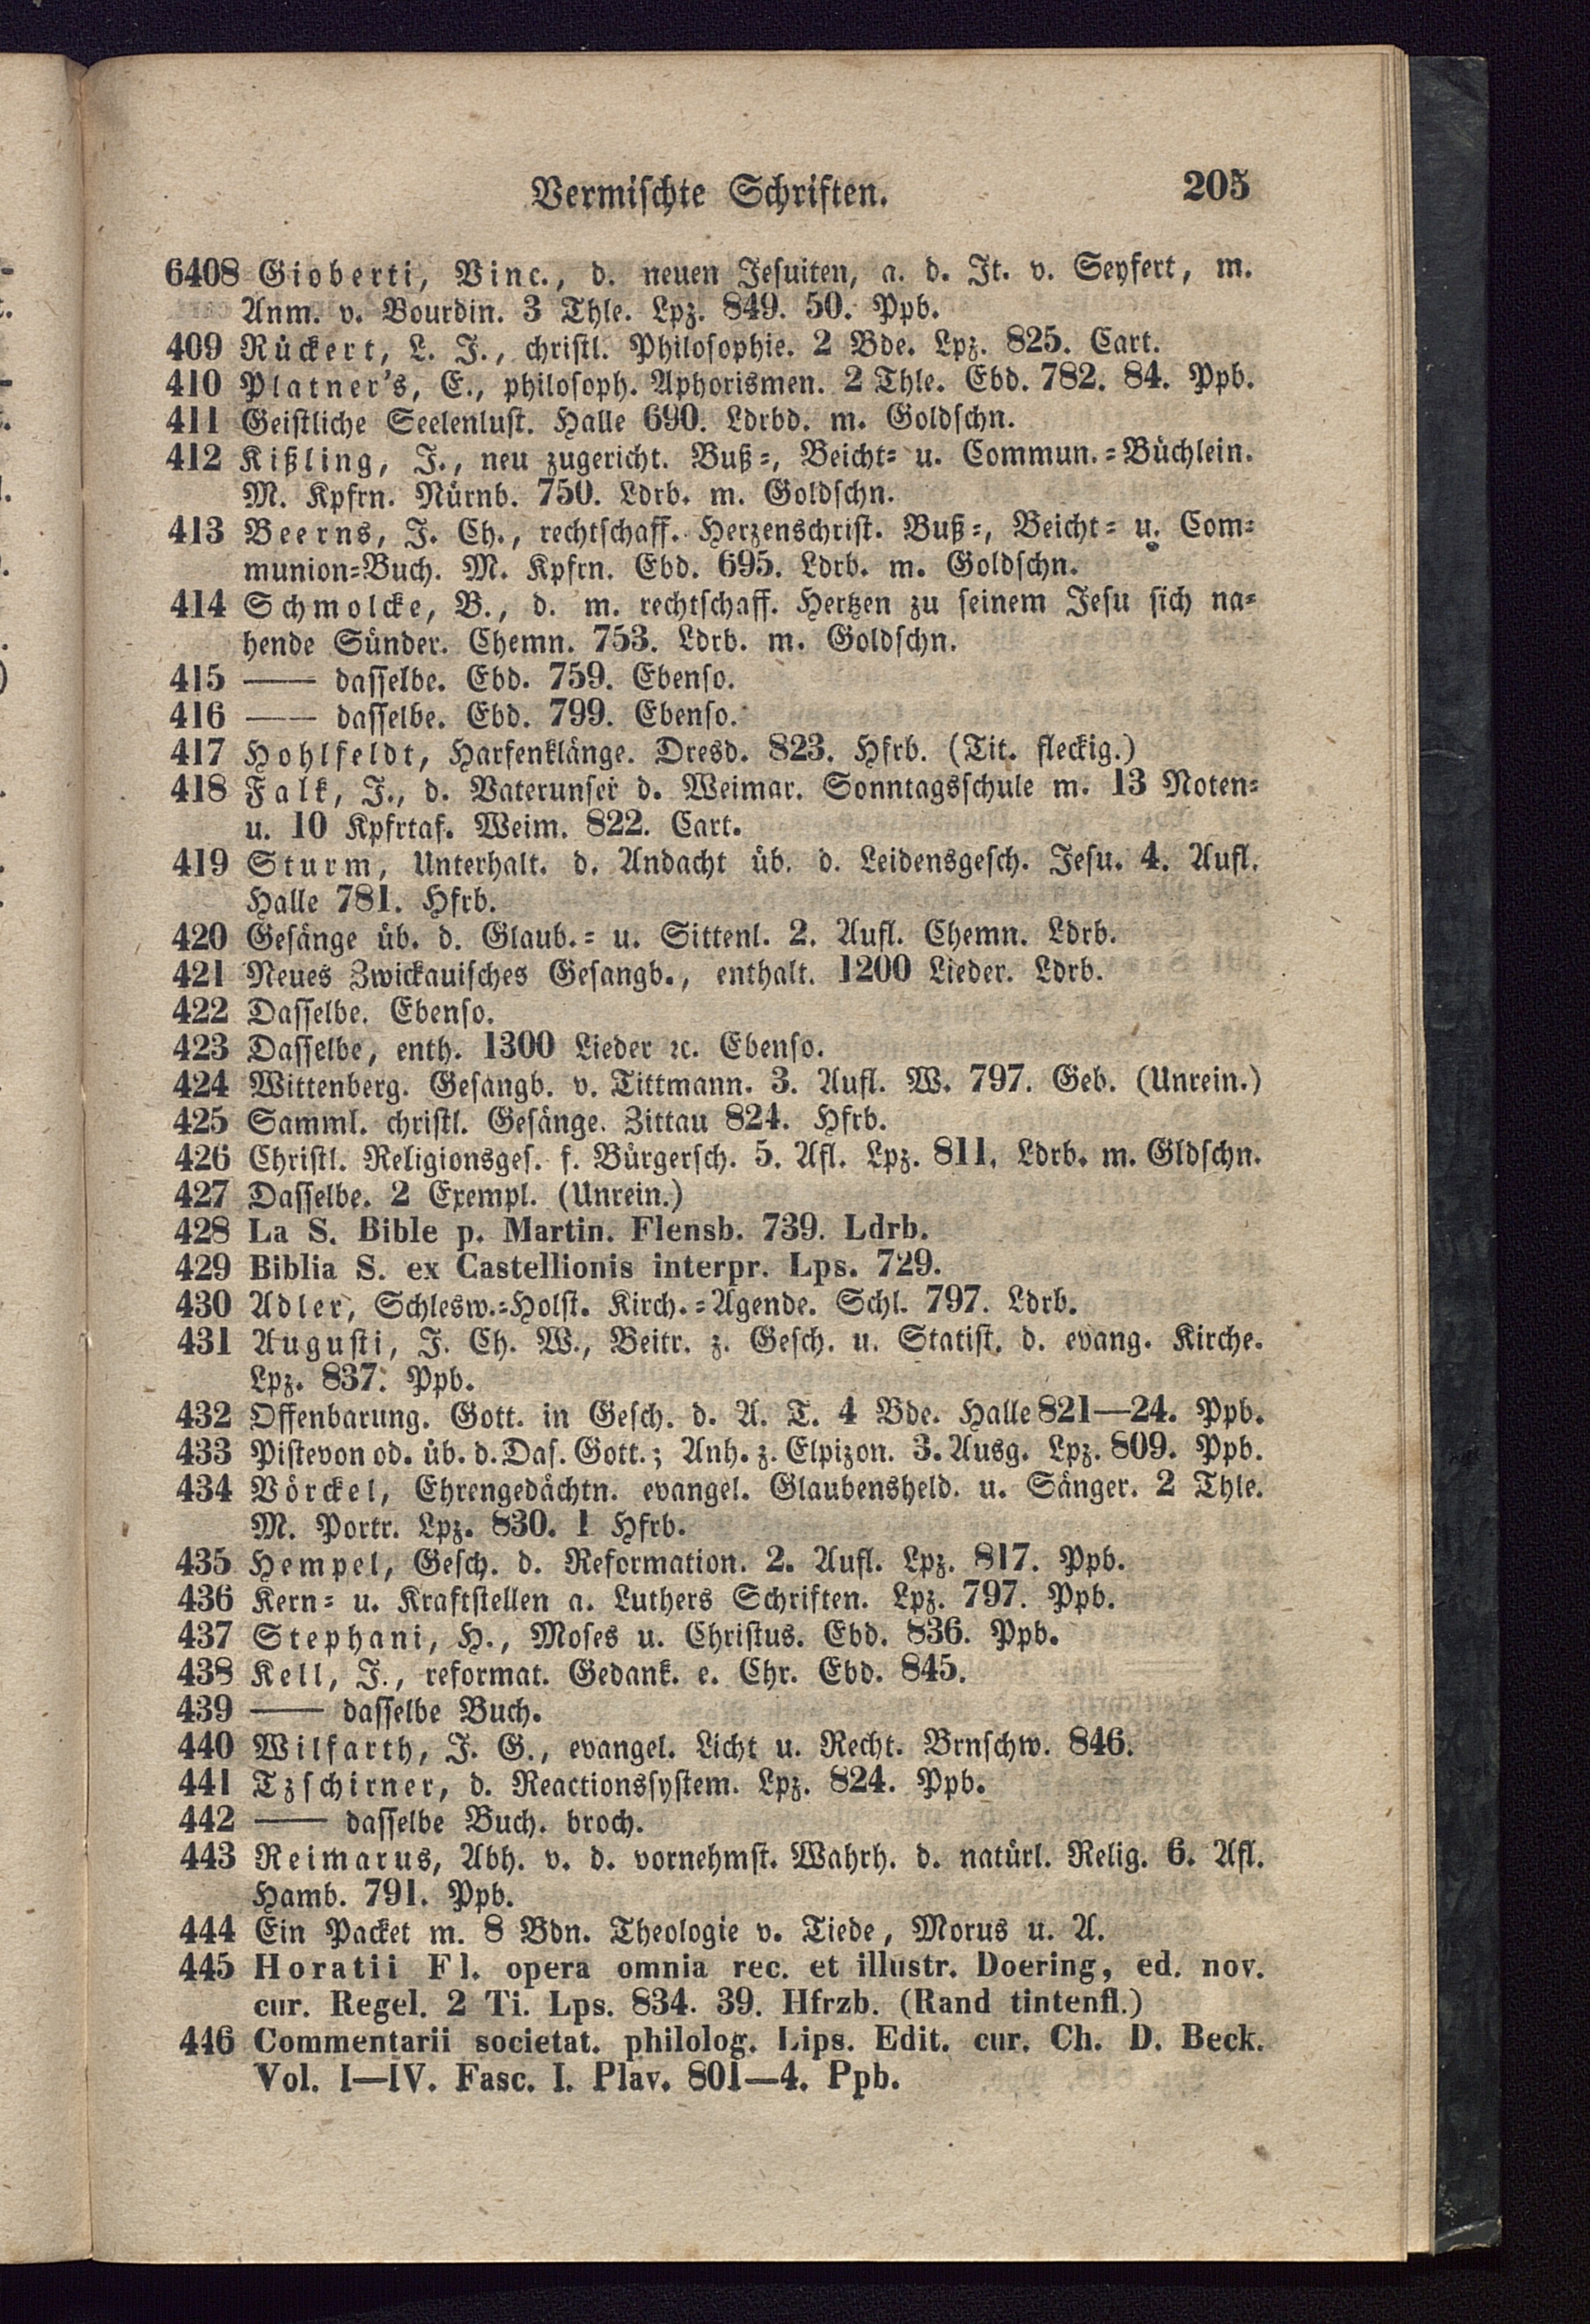 Vermischte Schriften. 205
6408 Gioberti, Vinc., d. neuen Jesuiten, a. d. It. v. Seyfert, m.
Anm. v. Bourdin. 3 Thle. Lpz. 849. 50. Ppb.
409 Rückert, L. J., christl. Philosophie. 2 Bde. Lpz. 825. Cart.
410 Platner's, E., philosoph. Aphorismen. 2 Thle. Ebd. 782. 84. Ppb.
411 Geistliche Seelenlust. Halle 690. Ldrbd. m. Goldschn.
412 Kißling, J., neu zugericht. Buß-, Beicht- u. Commun.-Büchlein.
M. Kpfrn. Nürnb. 750. Ldrb. m. Goldschn.
413 Beerns, J. Ch., rechtschaff. Herzenschrist. Buß-, Beicht- u. Com-
munion-Buch. M. Kpfrn. Ebd. 695. Ldrb. m. Goldschn.
414 Schmolcke, B., d. m. rechtschaff. Hertzen zu seinem Jesu sich na-
hende Sünder. Chemn. 753. Ldrb. m. Goldschn.
415 —— dasselbe. Ebd. 759. Ebenso.
416 —— dasselbe. Ebd. 799. Ebenso.
417 Hohlfeldt, Harfenklänge. Dresd. 823. Hfrb. (Tit. fleckig.)
418 Falk, J., d. Vaterunser d. Weimar. Sonntagsschule m. 13 Noten-
u. 10 Kpfrtaf. Weim. 822. Cart.
419 Sturm, Unterhalt. d. Andacht üb. d. Leidensgesch. Jesu. 4. Aufl.
Halle 781. Hfrb.
420 Gesänge üb. d. Glaub.- u. Sittenl. 2. Aufl. Chemn. Ldrb.
421 Neues Zwickauisches Gesangb., enthalt. 1200 Lieder. Ldrb.
422 Dasselbe. Ebenso.
423 Dasselbe, enth. 1300 Lieder ꝛc. Ebenso.
424 Wittenberg. Gesangb. v. Tittmann. 3. Aufl. W. 797. Geb. (Unrein.)
425 Samml. christl. Gesänge. Zittau 824. Hfrb.
426 Christl. Religionsges. f. Bürgersch. 5. Afl. Lpz. 811. Ldrb. m. Gldschn.
427 Dasselbe. 2 Exempl. (Unrein.)
428 La S. Bible p. Martin. Flensb. 739. Ldrb.
429 Biblia S. ex Castellionis interpr. Lps. 729.
430 Adler, Schlesw.-Holst. Kirch.-Agende. Schl. 797. Ldrb.
431 Augusti, J. Ch. W., Beitr. z. Gesch. u. Statist. d. evang. Kirche.
Lpz. 837. Ppb.
432 Offenbarung. Gott. in Gesch. d. A. T. 4 Bde. Halle 821—24. Ppb.
433 Pistevon od. üb. d. Das. Gott.; Anh. z. Elpizon. 3. Ausg. Lpz. 809. Ppb.
434 Vörckel, Ehrengedächtn. evangel. Glaubensheld. u. Sänger. 2 Thle.
M. Portr. Lpz. 830. 1 Hfrb.
435 Hempel, Gesch. d. Reformation. 2. Aufl. Lpz. 817. Ppb.
436 Kern- u. Kraftstellen a. Luthers Schriften. Lpz. 797. Ppb.
437 Stephani, H., Moses u. Christus. Ebd. 836. Ppb.
438 Kell, J., reformat. Gedank. e. Chr. Ebd. 845.
439 —— dasselbe Buch.
440 Wilfarth, J. G., evangel. Licht u. Recht. Brnschw. 846.
441 Tzschirner, d. Reactionssystem. Lpz. 824. Ppb.
442 —— dasselbe Buch. broch.
443 Reimarus, Abh. v. d. vornehmst. Wahrh. d. natürl. Relig. 6. Afl.
Hamb. 791. Ppb.
444 Ein Packet m. 8 Bdn. Theologie v. Tiede, Morus u. A.
445 Horatii Fl. opera omnia rec. et illustr. Doering, ed. nov.
cur. Regel. 2 Ti. Lps. 834. 39. Hfrzb. (Rand tintenfl.)
446 Commentarii societat. philolog. Lips. Edit. cur. Ch. D. Beck.
Vol. I—IV. Fasc. I. Plav. 801—4. Ppb.